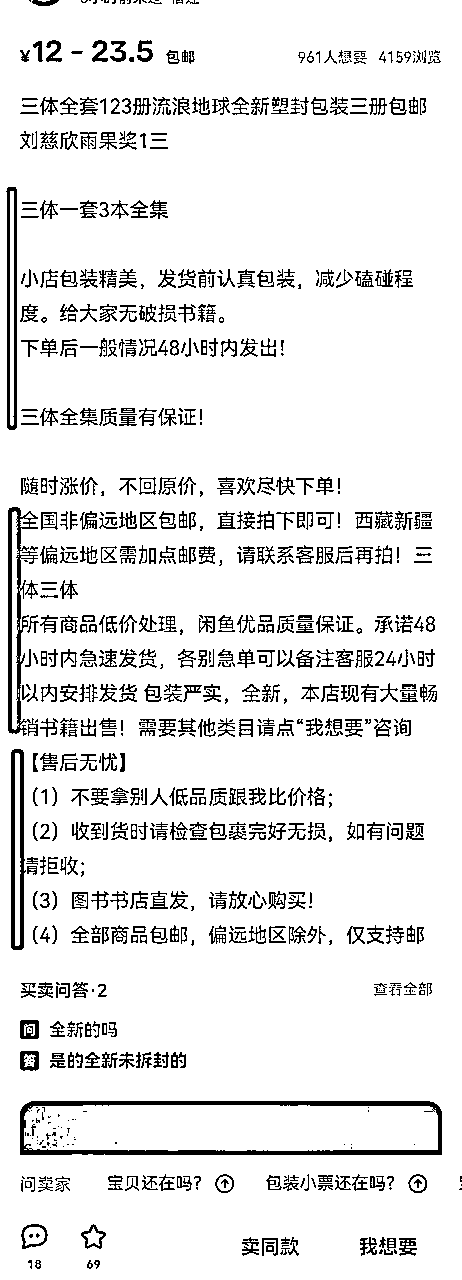 ¥12 - 23.5 包邮 961人想要 4159浏览
三体全套123册流浪地球全新塑封包装三册包邮
刘慈欣雨果奖1三
三体一套3本全集
小店包装精美，发货前认真包装，减少磕碰程
度。给大家无破损书籍。
下单后一般情况48小时内发出！
三体全集质量有保证！
随时涨价，不回原价，喜欢尽快下单！
全国非偏远地区包邮，直接拍下即可！西藏新疆
等偏远地区需加点邮费，请联系客服后再拍！三
体三体
所有商品低价处理，闲鱼优品质量保证。承诺48
小时内急速发货，各别急单可以备注客服24小时
以内安排发货 包装严实，全新，本店现有大量畅
销书籍出售！需要其他类目请点“我想要”咨询
【售后无忧】
（1）不要拿别人低品质跟我比价格；
（2）收到货时请检查包裹完好无损，如有问题
请拒收；
（3）图书书店直发，请放心购买！
（4）全部商品包邮，偏远地区除外，仅支持邮
买卖问答·2 查看全部
问 全新的吗
答 是的全新未拆封的
问卖家 宝贝还在吗？ 包装小票还在吗？
18 69 卖同款 我想要